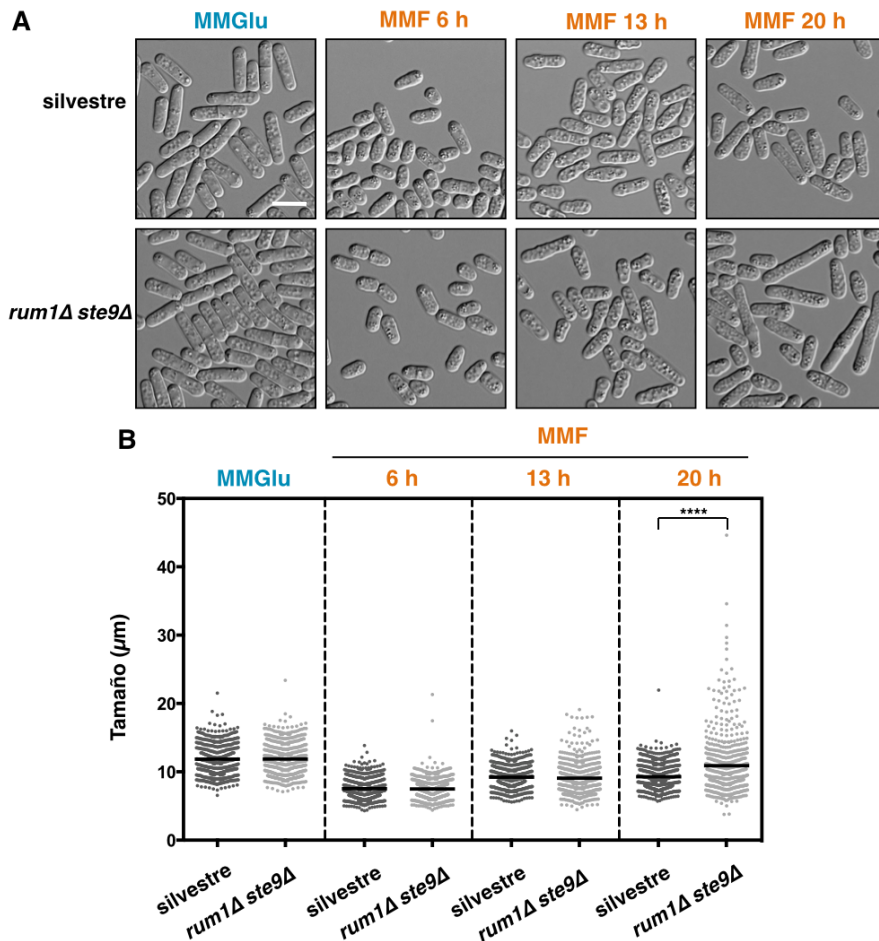 A
MMGlu MMF 6 h MMF 13 h MMF 20 h
silvestre
rum1Δ ste9Δ
B
MMF
MMGlu 6 h 13 h 20 h
50
****
40
30
20
10
0
Tamaño (µm)
silvestre rum1Δ ste9Δ silvestre rum1Δ ste9Δ silvestre rum1Δ ste9Δ silvestre rum1Δ ste9Δ